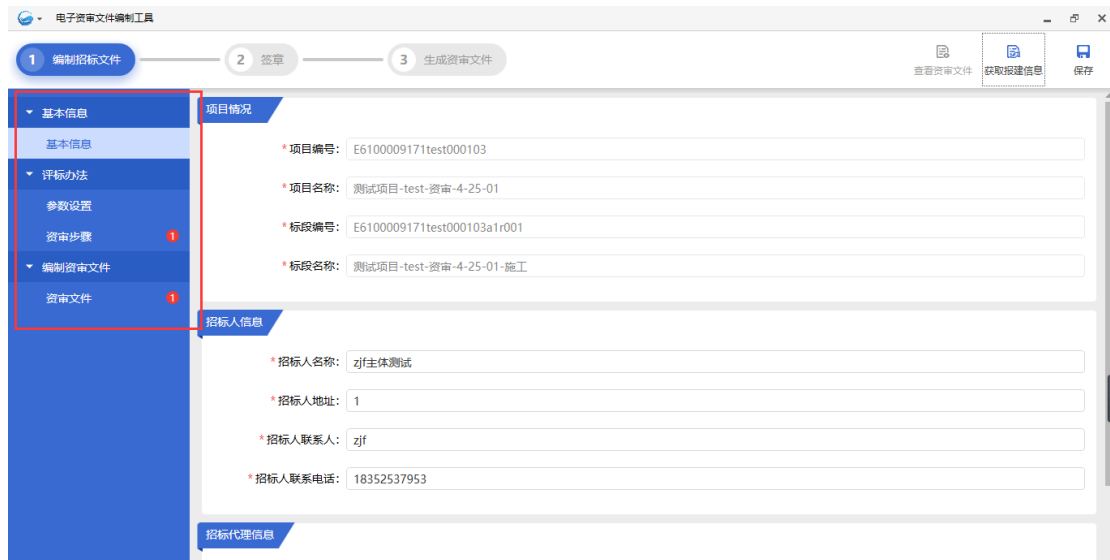 电子资审文件编制工具
1 编制招标文件 2 签章 3 生成资审文件
查看资审文件 获取报建信息 保存
基本信息
基本信息
评标办法
参数设置
资审步骤 1
编制资审文件
资审文件 1
项目情况
*项目编号： E6100009171test000103
*项目名称： 测试项目-test-资审-4-25-01
*标段编号： E6100009171test000103a1r001
*标段名称： 测试项目-test-资审-4-25-01-施工
招标人信息
*招标人名称： zjf主体测试
*招标人地址： 1
*招标人联系人： zjf
*招标人联系电话： 18352537953
招标代理信息